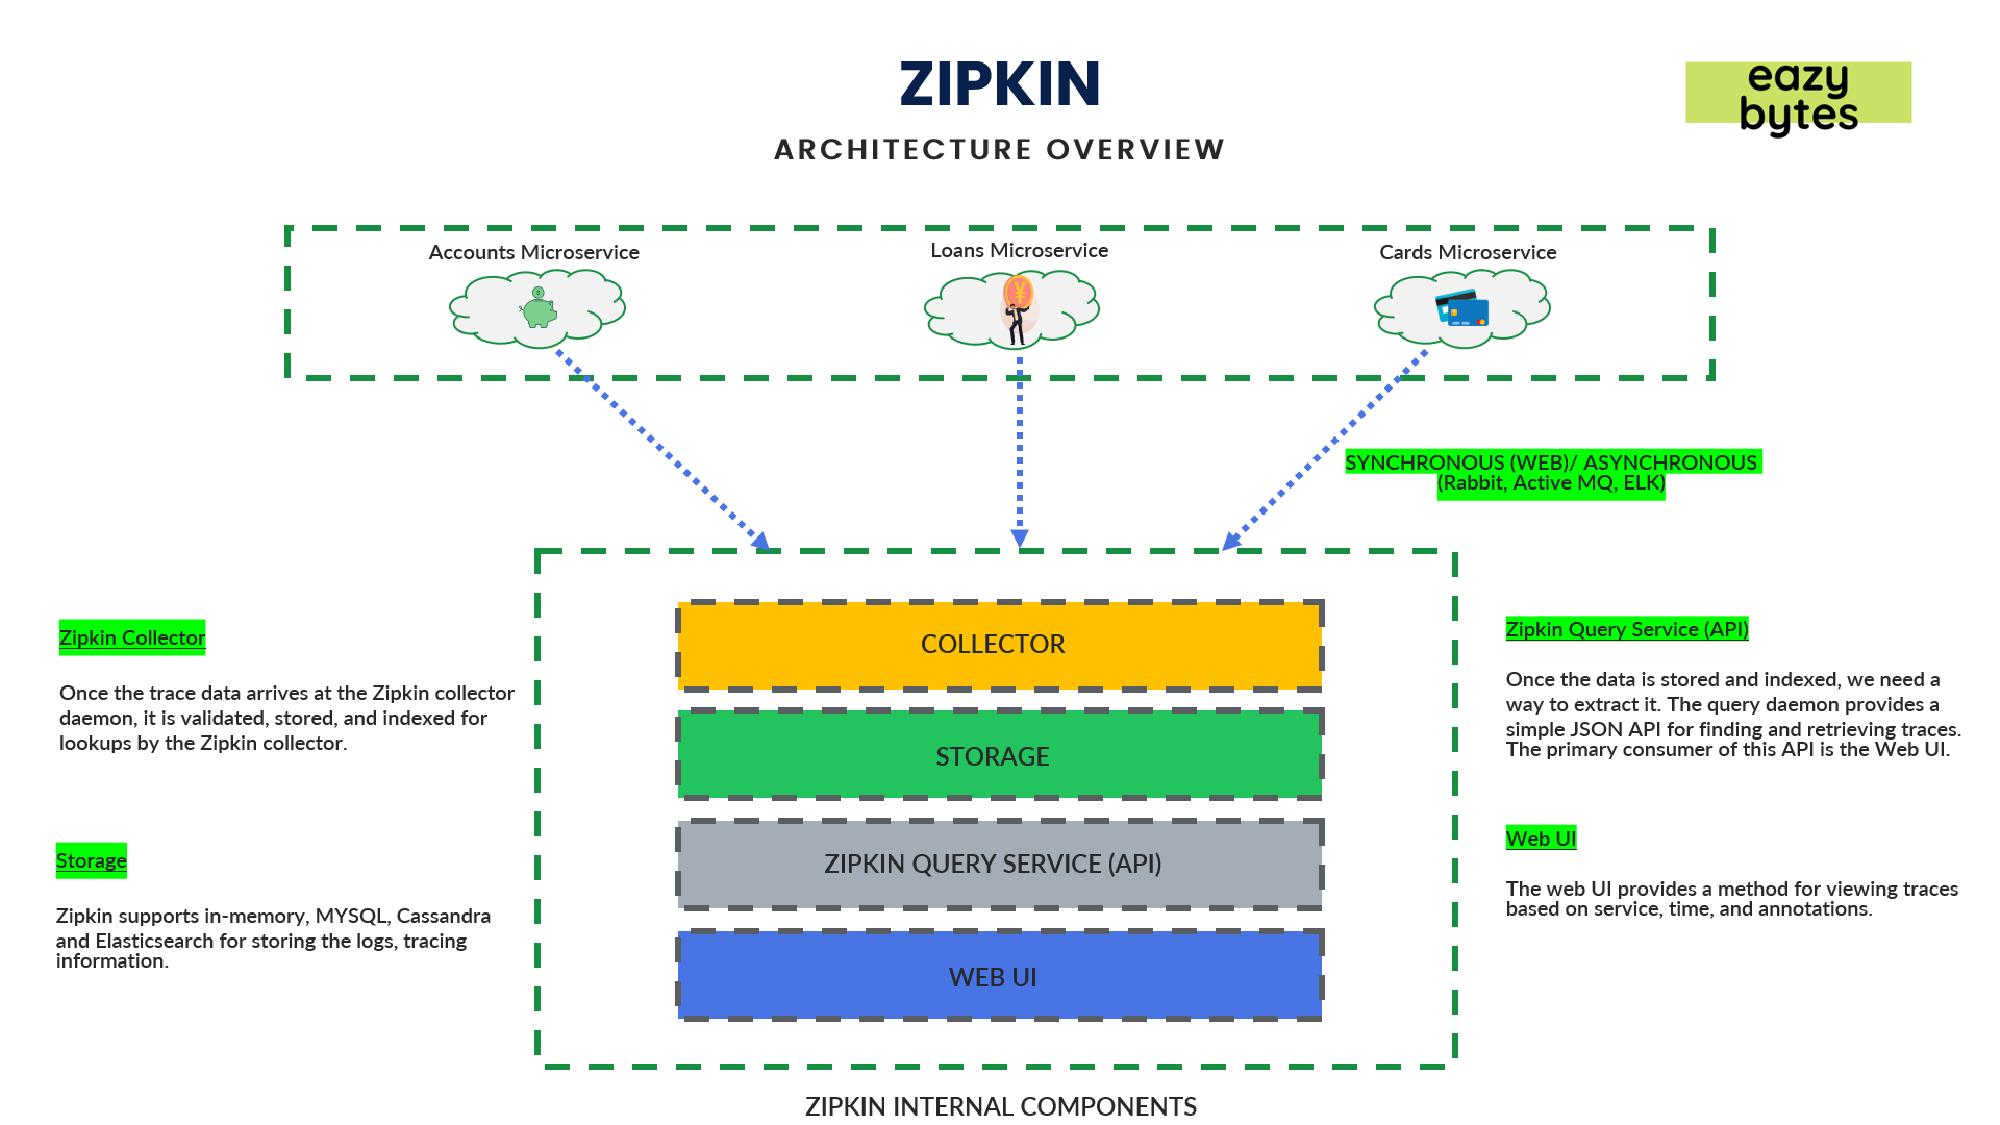 ZIPKIN
ARCHITECTURE OVERVIEW
eazy
bytes
Accounts Microservice
Loans Microservice
Cards Microservice
SYNCHRONOUS (WEB)/ ASYNCHRONOUS
(Rabbit, Active MQ, ELK)
Zipkin Collector
Once the trace data arrives at the Zipkin collector
daemon, it is validated, stored, and indexed for
lookups by the Zipkin collector.
Storage
Zipkin supports in-memory, MYSQL, Cassandra
and Elasticsearch for storing the logs, tracing
information.
COLLECTOR
STORAGE
ZIPKIN QUERY SERVICE (API)
WEB UI
Zipkin Query Service (API)
Once the data is stored and indexed, we need a
way to extract it. The query daemon provides a
simple JSON API for finding and retrieving traces.
The primary consumer of this API is the Web UI.
Web UI
The web UI provides a method for viewing traces
based on service, time, and annotations.
ZIPKIN INTERNAL COMPONENTS